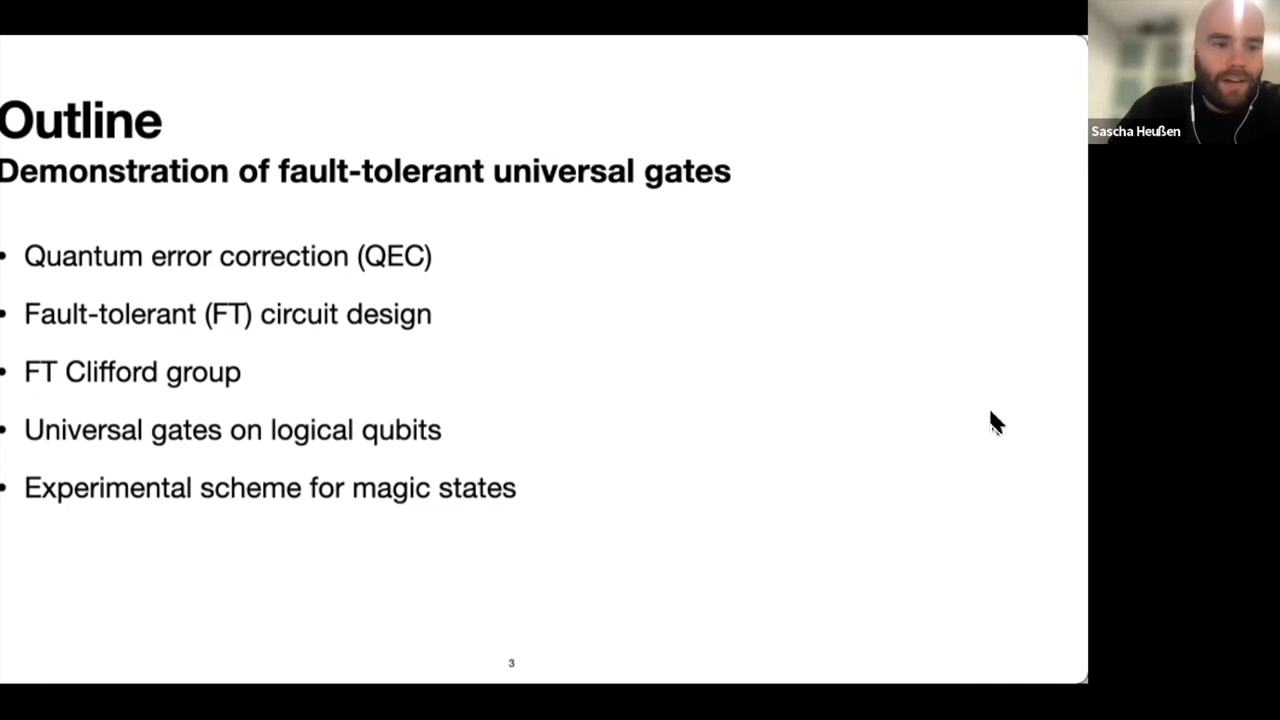 Outline
Demonstration of fault-tolerant universal gates
• Quantum error correction (QEC)
• Fault-tolerant (FT) circuit design
• FT Clifford group
• Universal gates on logical qubits
• Experimental scheme for magic states
3
Sascha Heußen